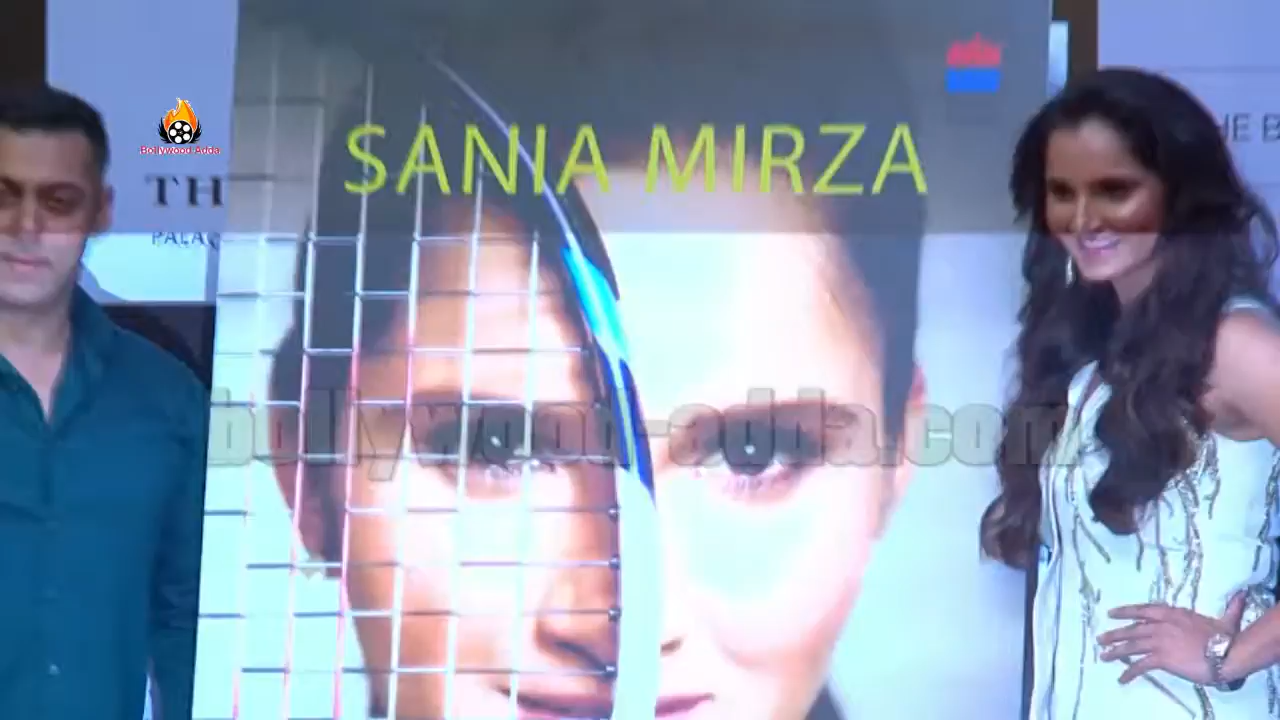 Bollywood Adda
SANIA MIRZA
TH
PALA
HE B
bollywood-adda.com